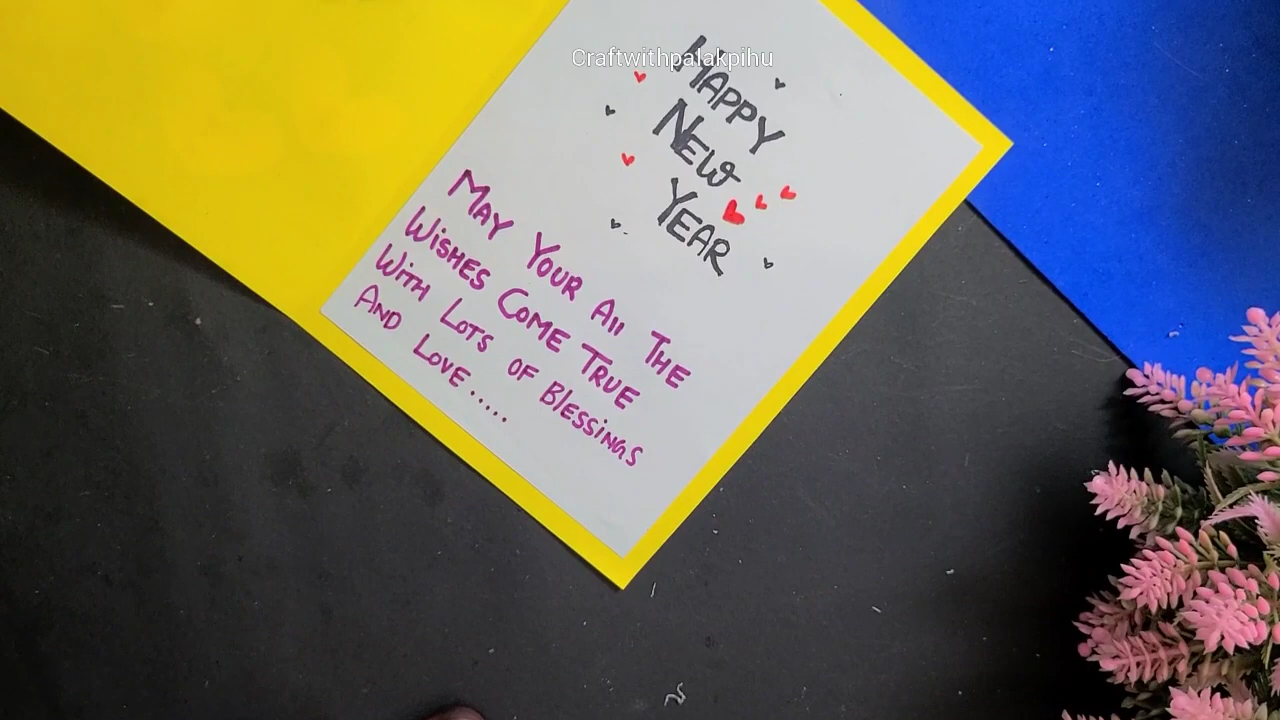 Craftwithpalakpihu
HAPPY
NEW
YEAR
MAY YOUR All THE
WISHES COME TRUE
WITH LOTS OF BlESSINGS
AND LOVE.....